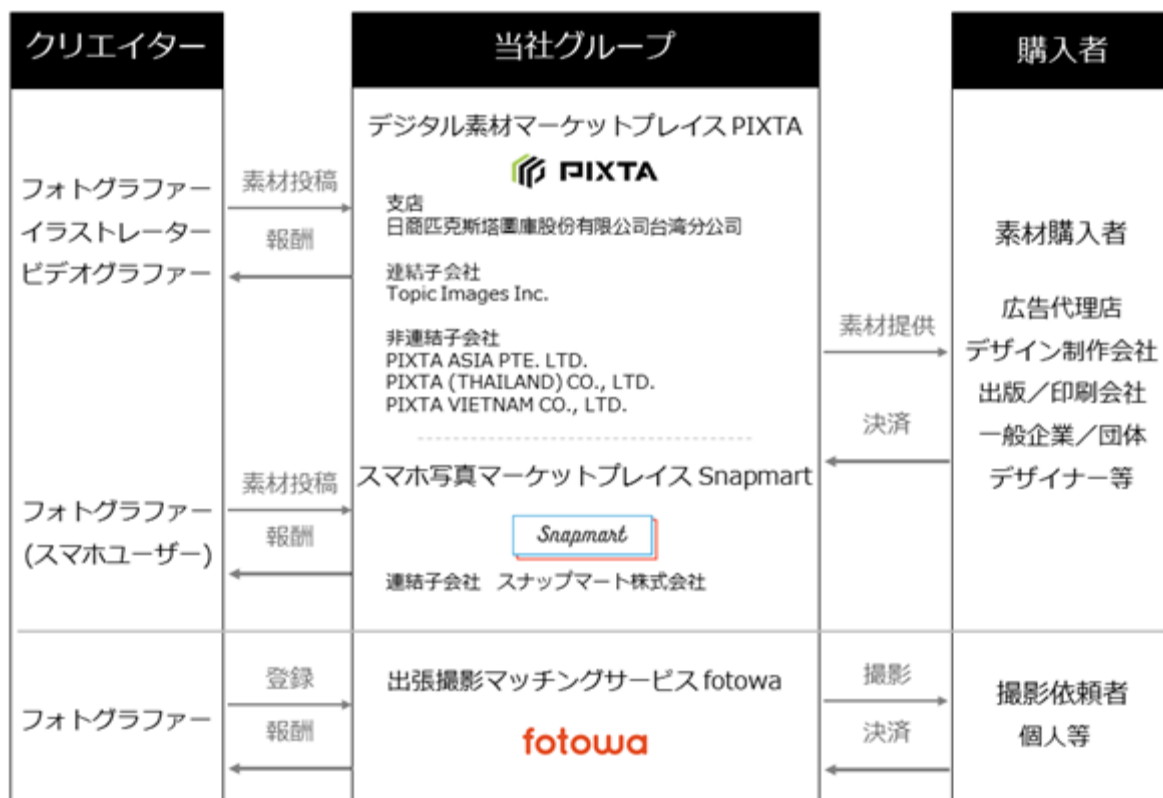 クリエイター
当社グループ
購入者
フォトグラファー
イラストレーター
ビデオグラファー
素材投稿
報酬
デジタル素材マーケットプレイス PIXTA
PIXTA
支店
日商匹克斯塔圖庫股份有限公司台湾分公司
連結子会社
Topic Images Inc.
非連結子会社
PIXTA ASIA PTE. LTD.
PIXTA (THAILAND) CO., LTD.
PIXTA VIETNAM CO., LTD.
素材提供
決済
素材購入者
広告代理店
デザイン制作会社
出版／印刷会社
一般企業／団体
デザイナー等
フォトグラファー
(スマホユーザー)
素材投稿
報酬
スマホ写真マーケットプレイス Snapmart
Snapmart
連結子会社 スナップマート株式会社
フォトグラファー
登録
報酬
出張撮影マッチングサービス fotowa
fotowa
撮影
決済
撮影依頼者
個人等